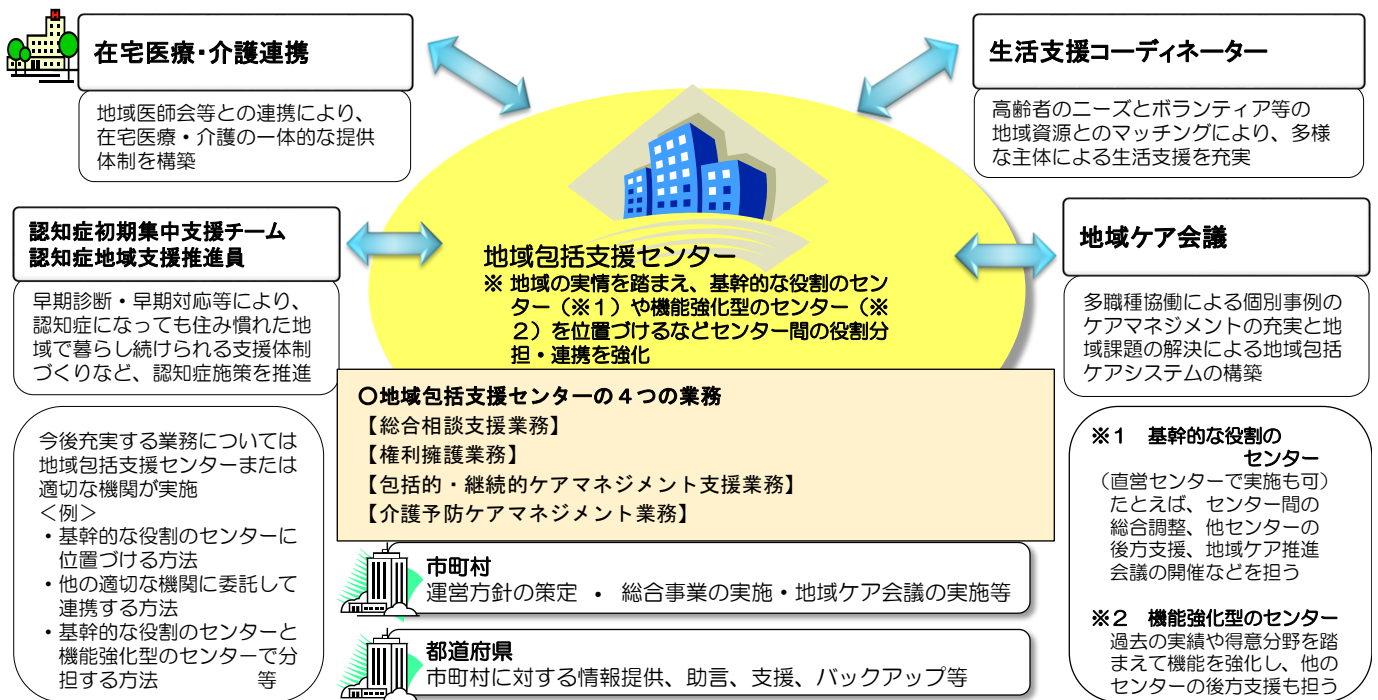 在宅医療・介護連携
地域医師会等との連携により、
在宅医療・介護の一体的な提供
体制を構築
生活支援コーディネーター
高齢者のニーズとボランティア等の
地域資源とのマッチングにより、多様
な主体による生活支援を充実
認知症初期集中支援チーム
認知症地域支援推進員
早期診断・早期対応等により、
認知症になっても住み慣れた地
域で暮らし続けられる支援体制
づくりなど、認知症施策を推進
地域包括支援センター
※ 地域の実情を踏まえ、基幹的な役割のセン
ター（※１）や機能強化型のセンター（※
２）を位置づけるなどセンター間の役割分
担・連携を強化
地域ケア会議
多職種協働による個別事例の
ケアマネジメントの充実と地
域課題の解決による地域包括
ケアシステムの構築
今後充実する業務については
地域包括支援センターまたは
適切な機関が実施
＜例＞
・基幹的な役割のセンターに
位置づける方法
・他の適切な機関に委託して
連携する方法
・基幹的な役割のセンターと
機能強化型のセンターで分
担する方法　　　　等
〇地域包括支援センターの４つの業務
【総合相談支援業務】
【権利擁護業務】
【包括的・継続的ケアマネジメント支援業務】
【介護予防ケアマネジメント業務】
市町村
運営方針の策定 ・ 総合事業の実施・地域ケア会議の実施等
都道府県
市町村に対する情報提供、助言、支援、バックアップ等
※１　基幹的な役割の
センター
（直営センターで実施も可）
たとえば、センター間の
総合調整、他センターの
後方支援、地域ケア推進
会議の開催などを担う
※２　機能強化型のセンター
過去の実績や得意分野を踏
まえて機能を強化し、他の
センターの後方支援も担う
H